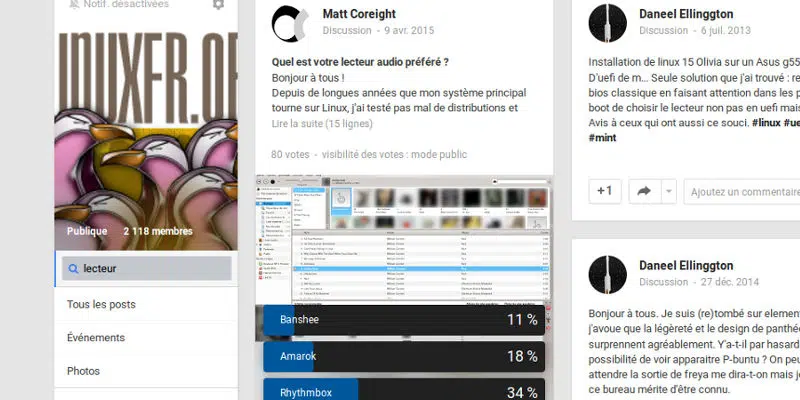 Notif. désactivées
INUXFR.OR
Publique 2 118 membres
lecteur
Tous les posts
Événements
Photos
Matt Coreight
Discussion - 9 avr. 2015
Quel est votre lecteur audio préféré ?
Bonjour à tous !
Depuis de longues années que mon système principal
tourne sur Linux, j'ai testé pas mal de distributions et
Lire la suite (15 lignes)
80 votes - visibilité des votes : mode public
Banshee 11 %
Amarok 18 %
Rhythmbox 34 %
Daneel Ellinggton
Discussion - 6 juil. 2013
Installation de linux 15 Olivia sur un Asus g55
D'uefi de m... Seule solution que j'ai trouvé : re
bios classique en faisant attention dans les p
boot de choisir le lecteur non pas en uefi mais
Avis à ceux qui ont aussi ce souci. #linux #ue
#mint
+1
Ajoutez un commentaire
Daneel Ellinggton
Discussion - 27 déc. 2014
Bonjour à tous. Je suis (re)tombé sur element
j'avoue que la légèreté et le design de panthé
surprennent agréablement. Y'a-t-il par hasard
possibilité de voir apparaitre P-buntu ? On peu
attendre la sortie de freya me dira-t-on mais je
ce bureau mérite d'être connu.